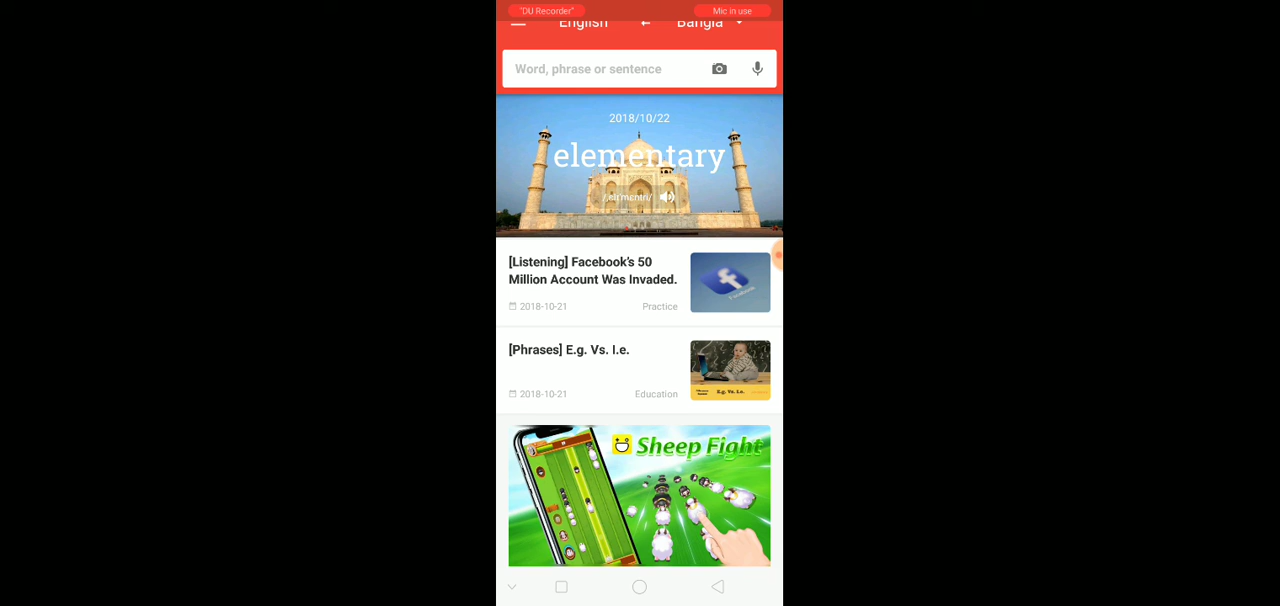 "DU Recorder"
Mic in use
English
Bangla
Word, phrase or sentence
2018/10/22
elementary
[Listening] Facebook's 50
Million Account Was Invaded.
2018-10-21
Practice
[Phrases] E.g. Vs. I.e.
2018-10-21
Education
E.g. Vs. I.e.
Sheep Fight